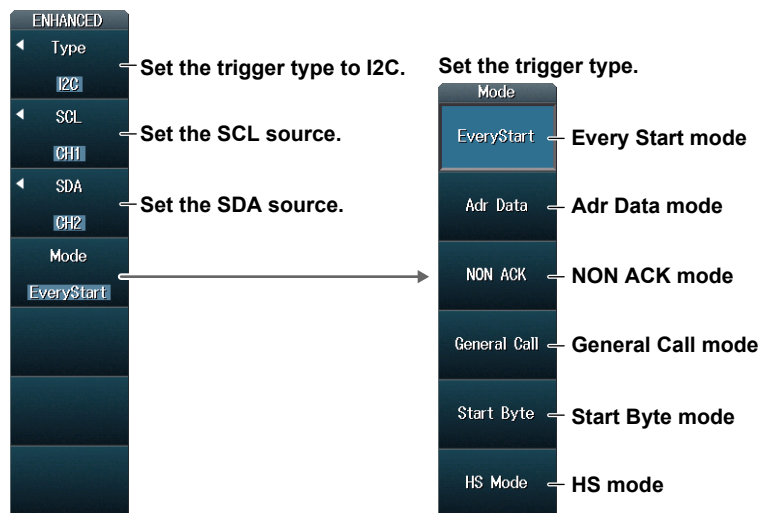 ENHANCED
Type
I2C
Set the trigger type to I2C.
SCL
CH1
Set the SCL source.
SDA
CH2
Set the SDA source.
Mode
EveryStart
Set the trigger type.
Mode
EveryStart
Every Start mode
Adr Data
Adr Data mode
NON ACK
NON ACK mode
General Call
General Call mode
Start Byte
Start Byte mode
HS Mode
HS mode